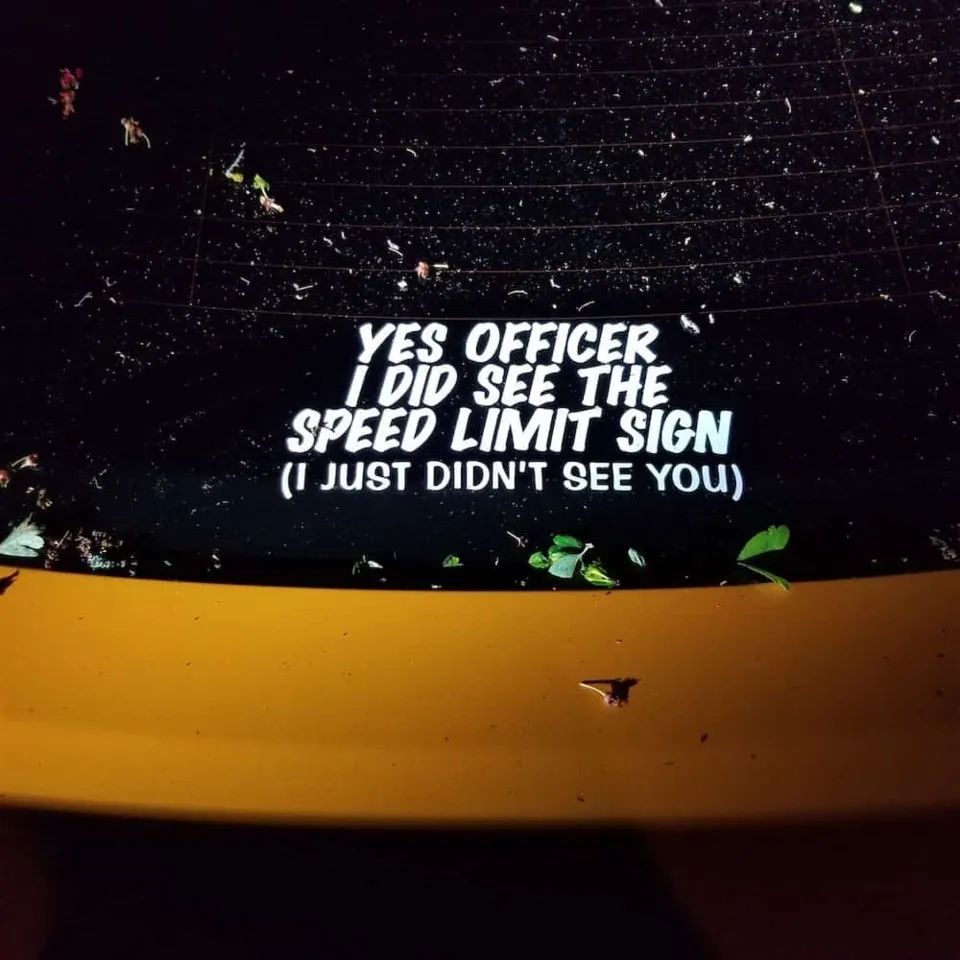 YES OFFICER
I DID SEE THE
SPEED LIMIT SIGN
(I JUST DIDN'T SEE YOU)